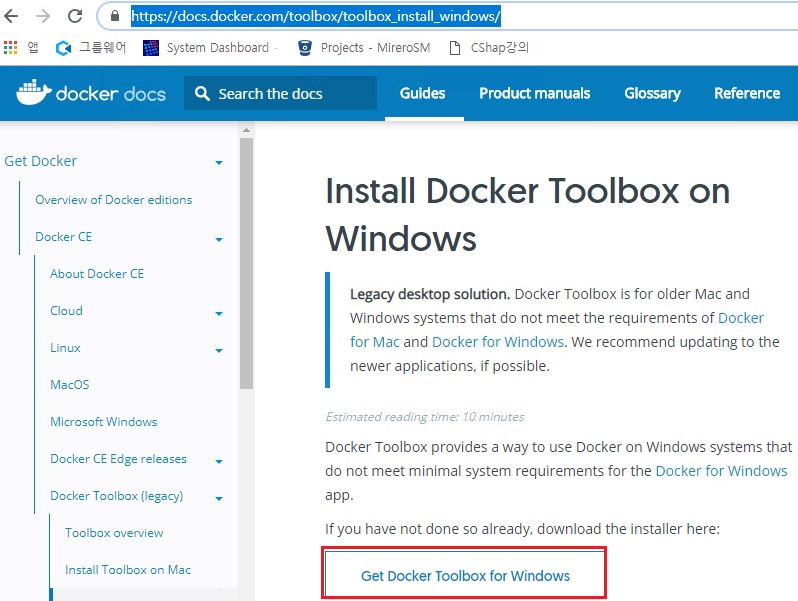 https://docs.docker.com/toolbox/toolbox_install_windows/
앱 그룹웨어 System Dashboard - Projects - MireroSM CShap강의
docker docs Search the docs Guides Product manuals Glossary Reference
Get Docker
Overview of Docker editions
Docker CE
About Docker CE
Cloud
Linux
MacOS
Microsoft Windows
Docker CE Edge releases
Docker Toolbox (legacy)
Toolbox overview
Install Toolbox on Mac
Install Docker Toolbox on
Windows
Legacy desktop solution. Docker Toolbox is for older Mac and
Windows systems that do not meet the requirements of Docker
for Mac and Docker for Windows. We recommend updating to the
newer applications, if possible.
Estimated reading time: 10 minutes
Docker Toolbox provides a way to use Docker on Windows systems that
do not meet minimal system requirements for the Docker for Windows
app.
If you have not done so already, download the installer here:
Get Docker Toolbox for Windows